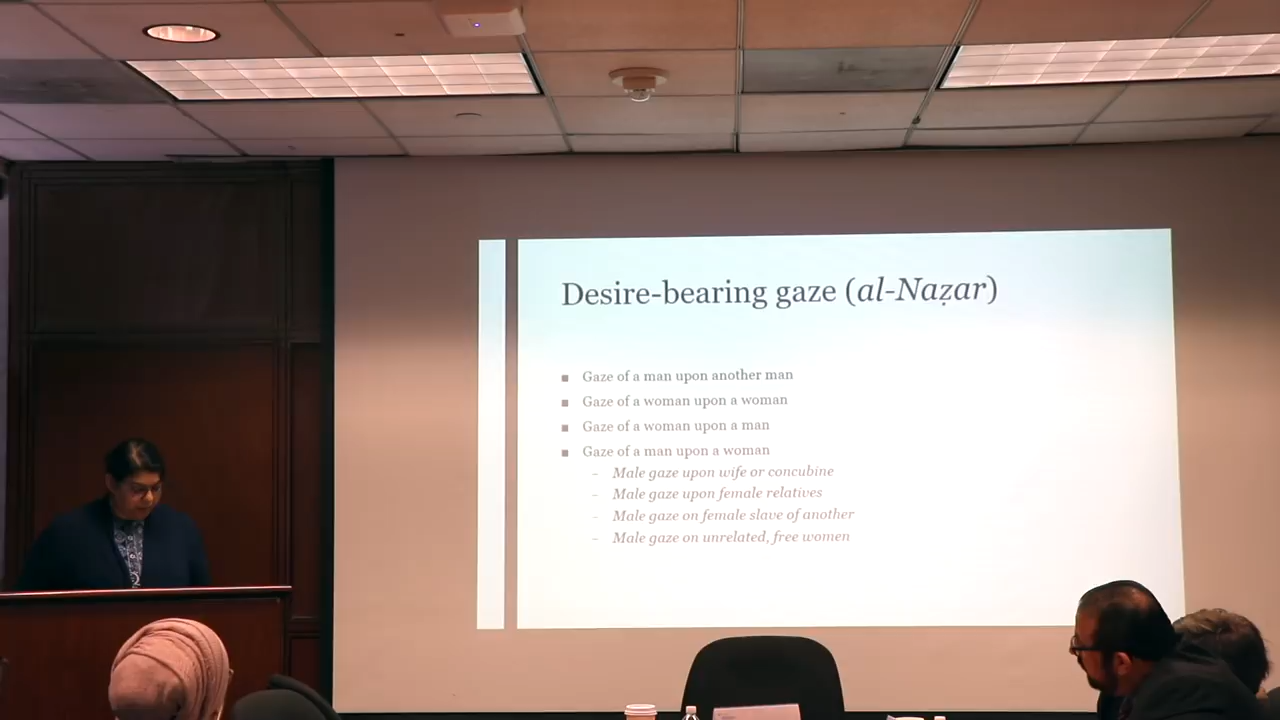 Desire-bearing gaze (al-Naẓar)
■ Gaze of a man upon another man
■ Gaze of a woman upon a woman
■ Gaze of a woman upon a man
■ Gaze of a man upon a woman
– Male gaze upon wife or concubine
– Male gaze upon female relatives
– Male gaze on female slave of another
– Male gaze on unrelated, free women